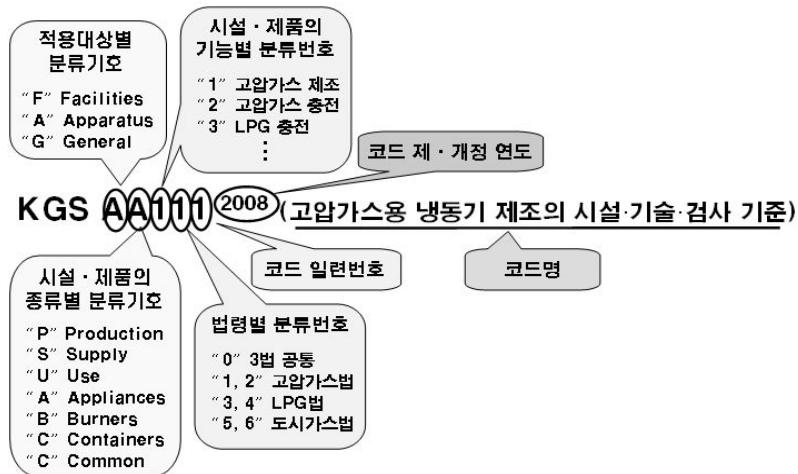 적용대상별
분류기호
“F” Facilities
“A” Apparatus
“G” General
시설·제품의
기능별 분류번호
“1” 고압가스 제조
“2” 고압가스 충전
“3” LPG 충전
⋮
코드 제·개정 연도
KGS AA111 2008 (고압가스용 냉동기 제조의 시설·기술·검사 기준)
시설·제품의
종류별 분류기호
“P” Production
“S” Supply
“U” Use
“A” Appliances
“B” Burners
“C” Containers
“C” Common
법령별 분류번호
“0” 3법 공통
“1, 2” 고압가스법
“3, 4” LPG법
“5, 6” 도시가스법
코드 일련번호
코드명